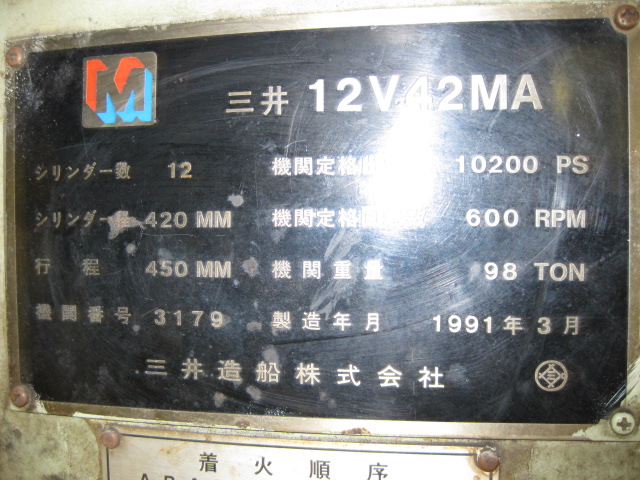 三井 12V42MA
シリンダー数 12 機関定格 10200 PS
シリンダー 420 MM 機関定格 600 RPM
行程 450 MM 機関重量 98 TON
機関番号 3179 製造年月 1991年3月
三井造船株式会社
着火順序